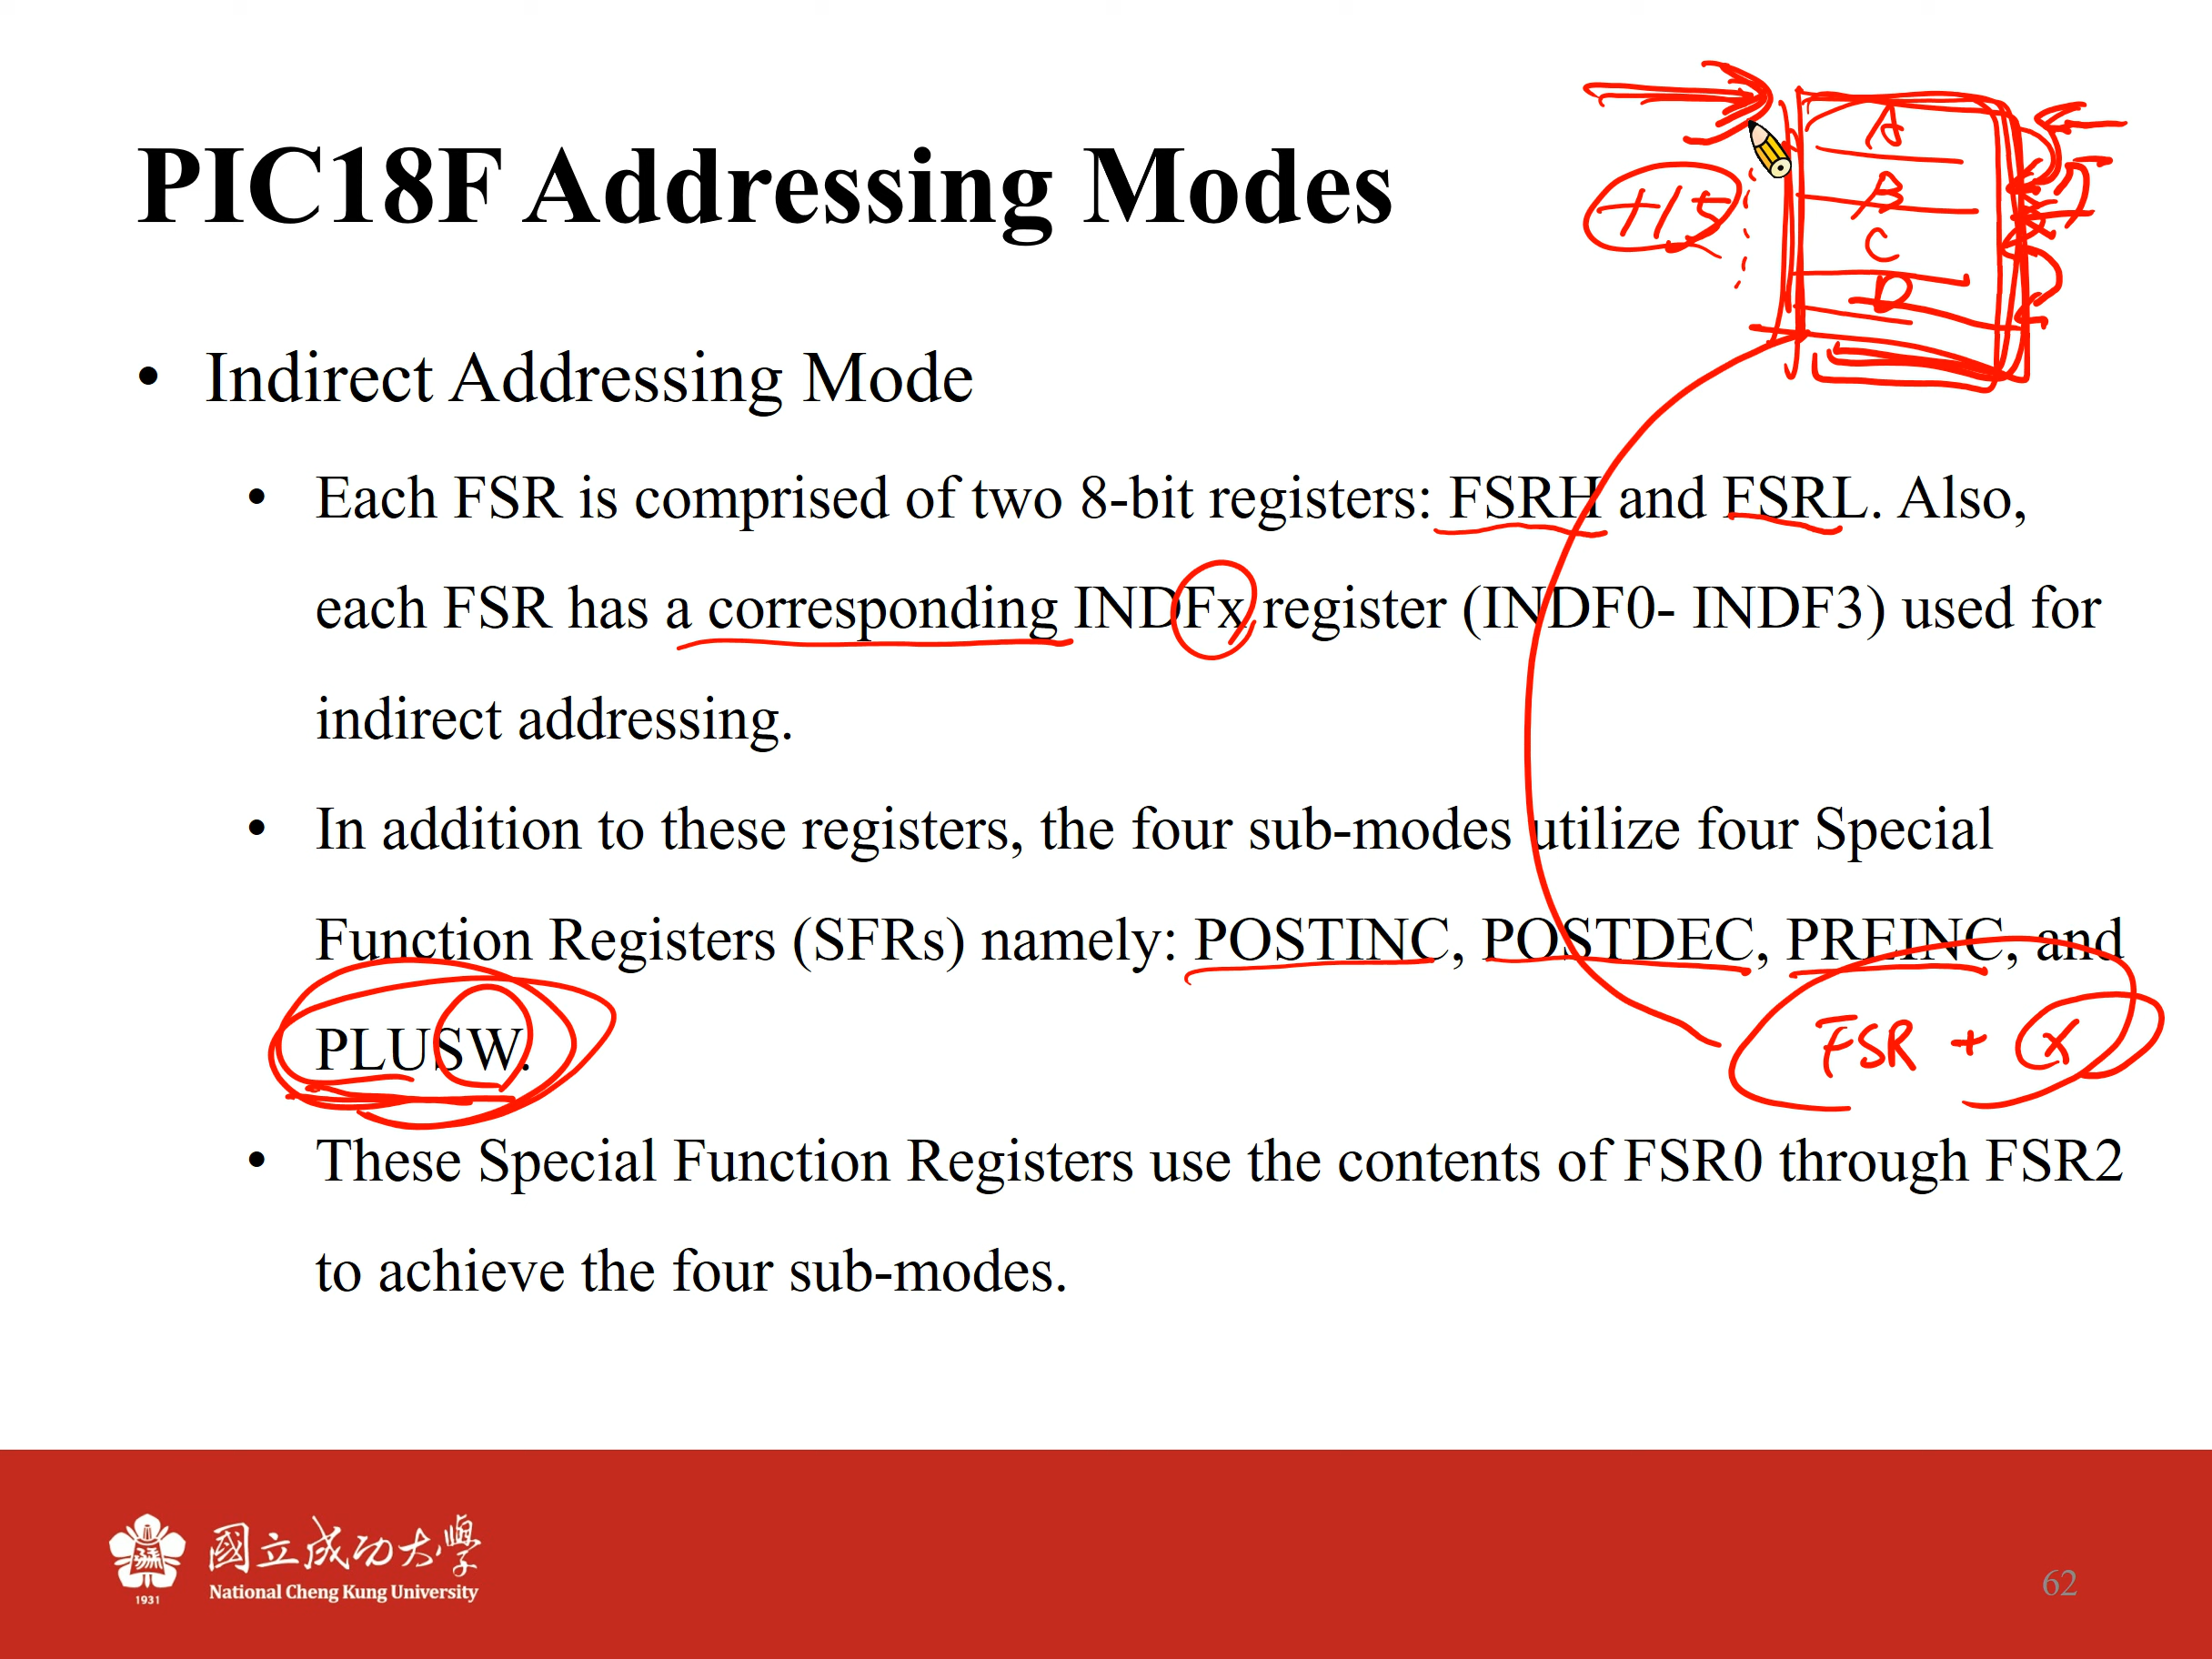 PIC18F Addressing Modes
+15
A
B
C
D
• Indirect Addressing Mode
• Each FSR is comprised of two 8-bit registers: FSRH and FSRL. Also,
each FSR has a corresponding INDFx register (INDF0- INDF3) used for
indirect addressing.
• In addition to these registers, the four sub-modes utilize four Special
Function Registers (SFRs) namely: POSTINC, POSTDEC, PREINC, and
PLUSW.
FSR + x
• These Special Function Registers use the contents of FSR0 through FSR2
to achieve the four sub-modes.
國立成功大學
National Cheng Kung University
1931
62